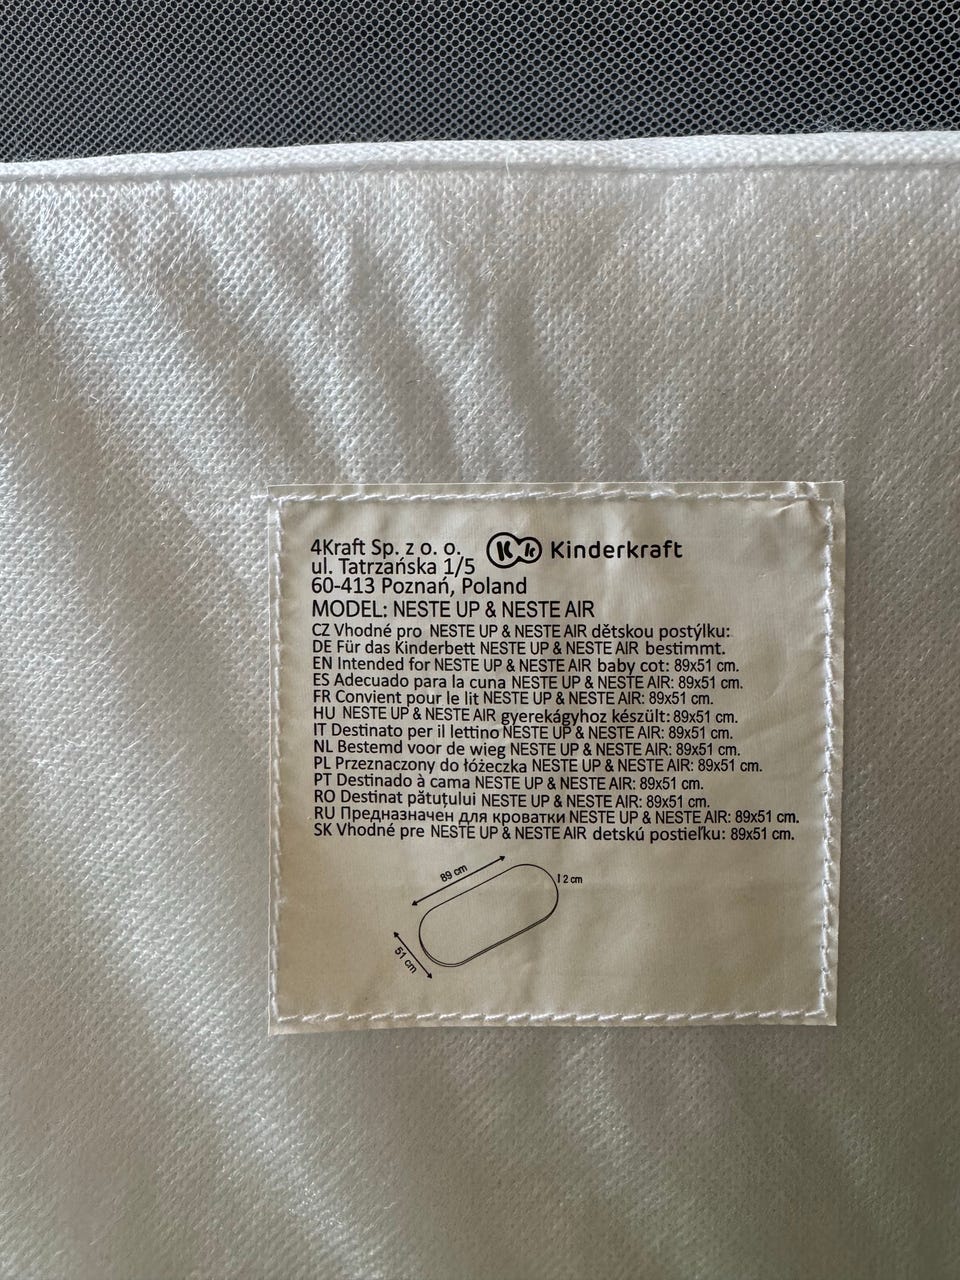 4Kraft Sp. z o. o.
ul. Tatrzańska 1/5
60-413 Poznań, Poland
Kk Kinderkraft
MODEL: NESTE UP & NESTE AIR
CZ Vhodné pro NESTE UP & NESTE AIR dětskou postýlku:
DE Für das Kinderbett NESTE UP & NESTE AIR bestimmt.
EN Intended for NESTE UP & NESTE AIR baby cot: 89x51 cm.
ES Adecuado para la cuna NESTE UP & NESTE AIR: 89x51 cm.
FR Convient pour le lit NESTE UP & NESTE AIR: 89x51 cm.
HU NESTE UP & NESTE AIR gyerekágyhoz készült: 89x51 cm.
IT Destinato per il lettino NESTE UP & NESTE AIR: 89x51 cm.
NL Bestemd voor de wieg NESTE UP & NESTE AIR: 89x51 cm.
PL Przeznaczony do łóżeczka NESTE UP & NESTE AIR: 89x51 cm.
PT Destinado à cama NESTE UP & NESTE AIR: 89x51 cm.
RO Destinat pătuțului NESTE UP & NESTE AIR: 89x51 cm.
RU Предназначен для кроватки NESTE UP & NESTE AIR: 89x51 cm.
SK Vhodné pre NESTE UP & NESTE AIR detskú postieľku: 89x51 cm.
89 cm
2 cm
51 cm